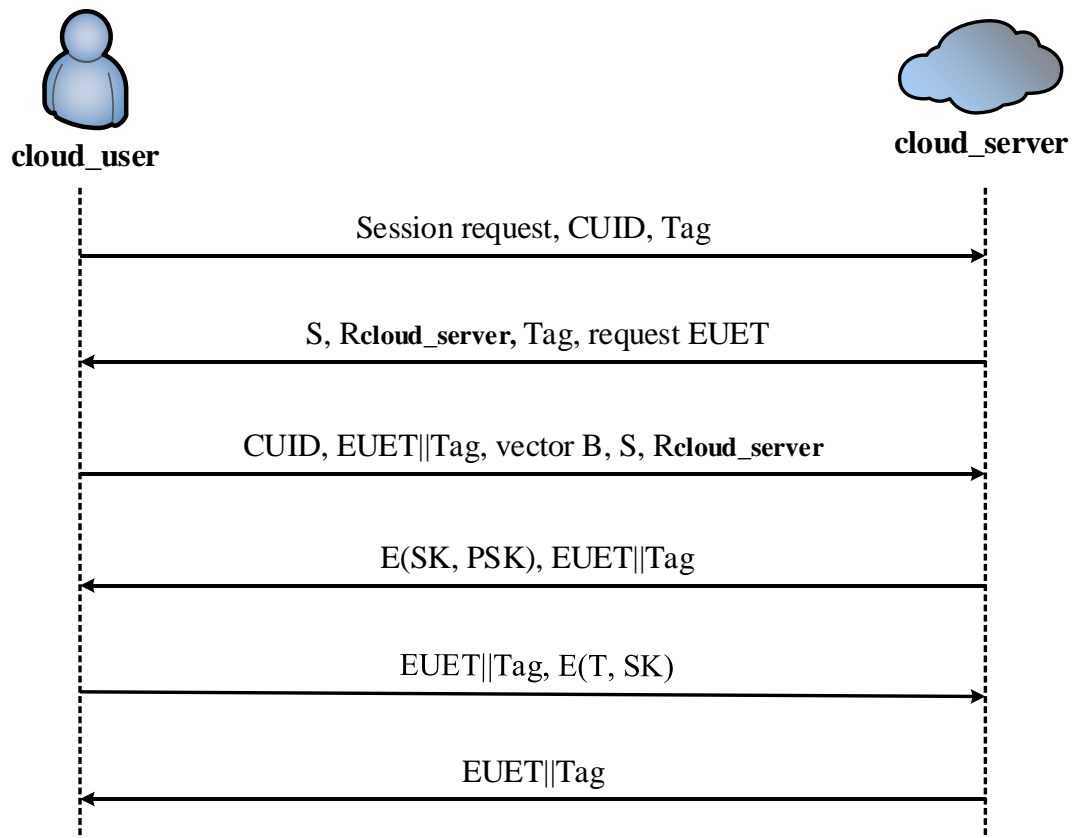 cloud_user
cloud_server
Session request, CUID, Tag
S, Rcloud_server, Tag, request EUET
CUID, EUET||Tag, vector B, S, Rcloud_server
E(SK, PSK), EUET||Tag
EUET||Tag, E(T, SK)
EUET||Tag